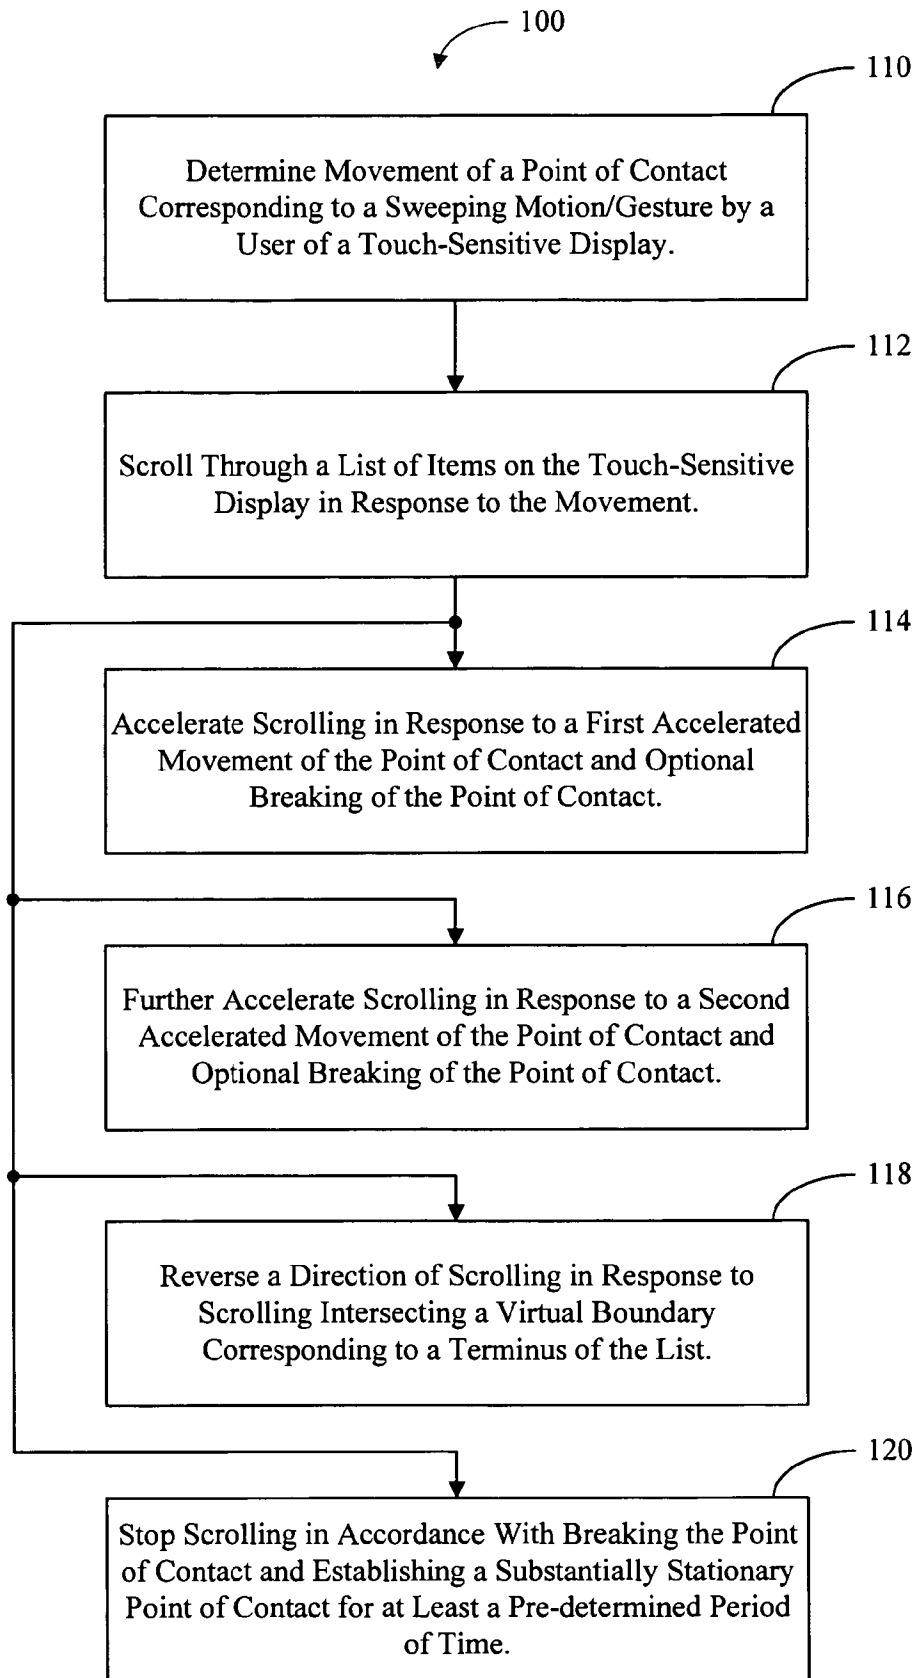 100
110
Determine Movement of a Point of Contact
Corresponding to a Sweeping Motion/Gesture by a
User of a Touch-Sensitive Display.
112
Scroll Through a List of Items on the Touch-Sensitive
Display in Response to the Movement.
114
Accelerate Scrolling in Response to a First Accelerated
Movement of the Point of Contact and Optional
Breaking of the Point of Contact.
116
Further Accelerate Scrolling in Response to a Second
Accelerated Movement of the Point of Contact and
Optional Breaking of the Point of Contact.
118
Reverse a Direction of Scrolling in Response to
Scrolling Intersecting a Virtual Boundary
Corresponding to a Terminus of the List.
120
Stop Scrolling in Accordance With Breaking the Point
of Contact and Establishing a Substantially Stationary
Point of Contact for at Least a Pre-determined Period
of Time.